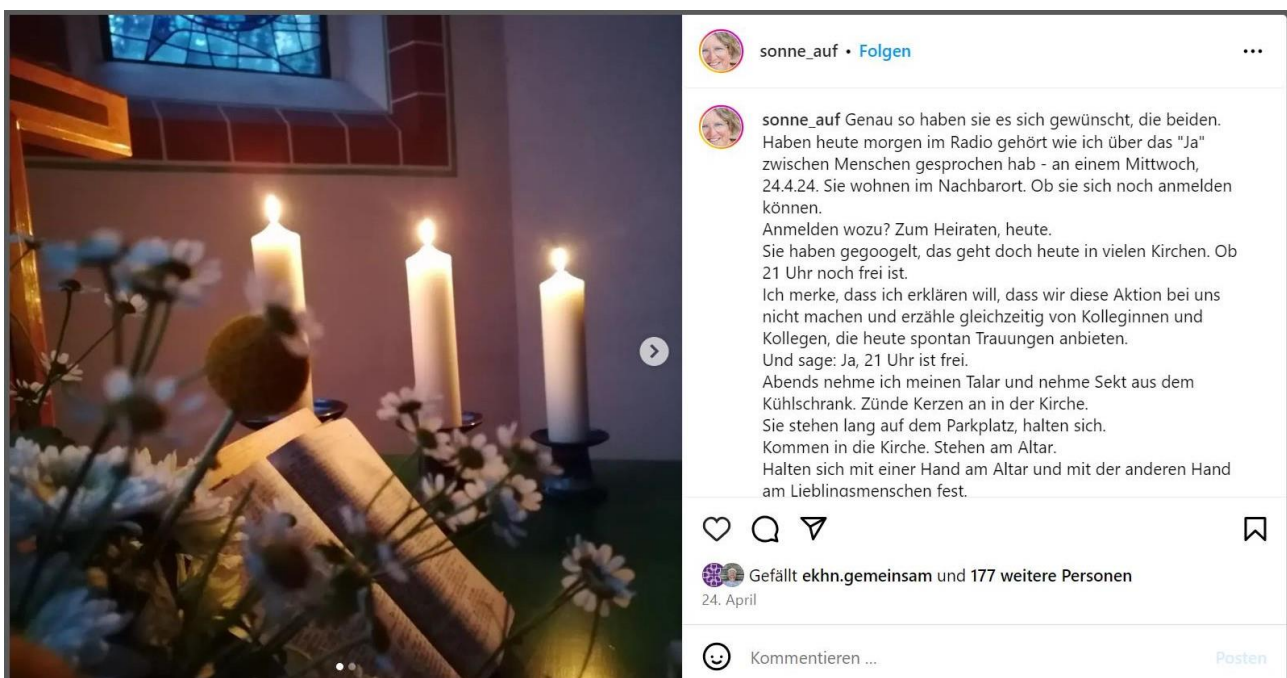 sonne_auf • Folgen
sonne_auf Genau so haben sie es sich gewünscht, die beiden.
Haben heute morgen im Radio gehört wie ich über das "Ja"
zwischen Menschen gesprochen hab - an einem Mittwoch,
24.4.24. Sie wohnen im Nachbarort. Ob sie sich noch anmelden
können.
Anmelden wozu? Zum Heiraten, heute.
Sie haben gegoogelt, das geht doch heute in vielen Kirchen. Ob
21 Uhr noch frei ist.
Ich merke, dass ich erklären will, dass wir diese Aktion bei uns
nicht machen und erzähle gleichzeitig von Kolleginnen und
Kollegen, die heute spontan Trauungen anbieten.
Und sage: Ja, 21 Uhr ist frei.
Abends nehme ich meinen Talar und nehme Sekt aus dem
Kühlschrank. Zünde Kerzen an in der Kirche.
Sie stehen lang auf dem Parkplatz, halten sich.
Kommen in die Kirche. Stehen am Altar.
Halten sich mit einer Hand am Altar und mit der anderen Hand
am Lieblingsmenschen fest.
Gefällt ekhn.gemeinsam und 177 weitere Personen
24. April
Kommentieren ...
Posten